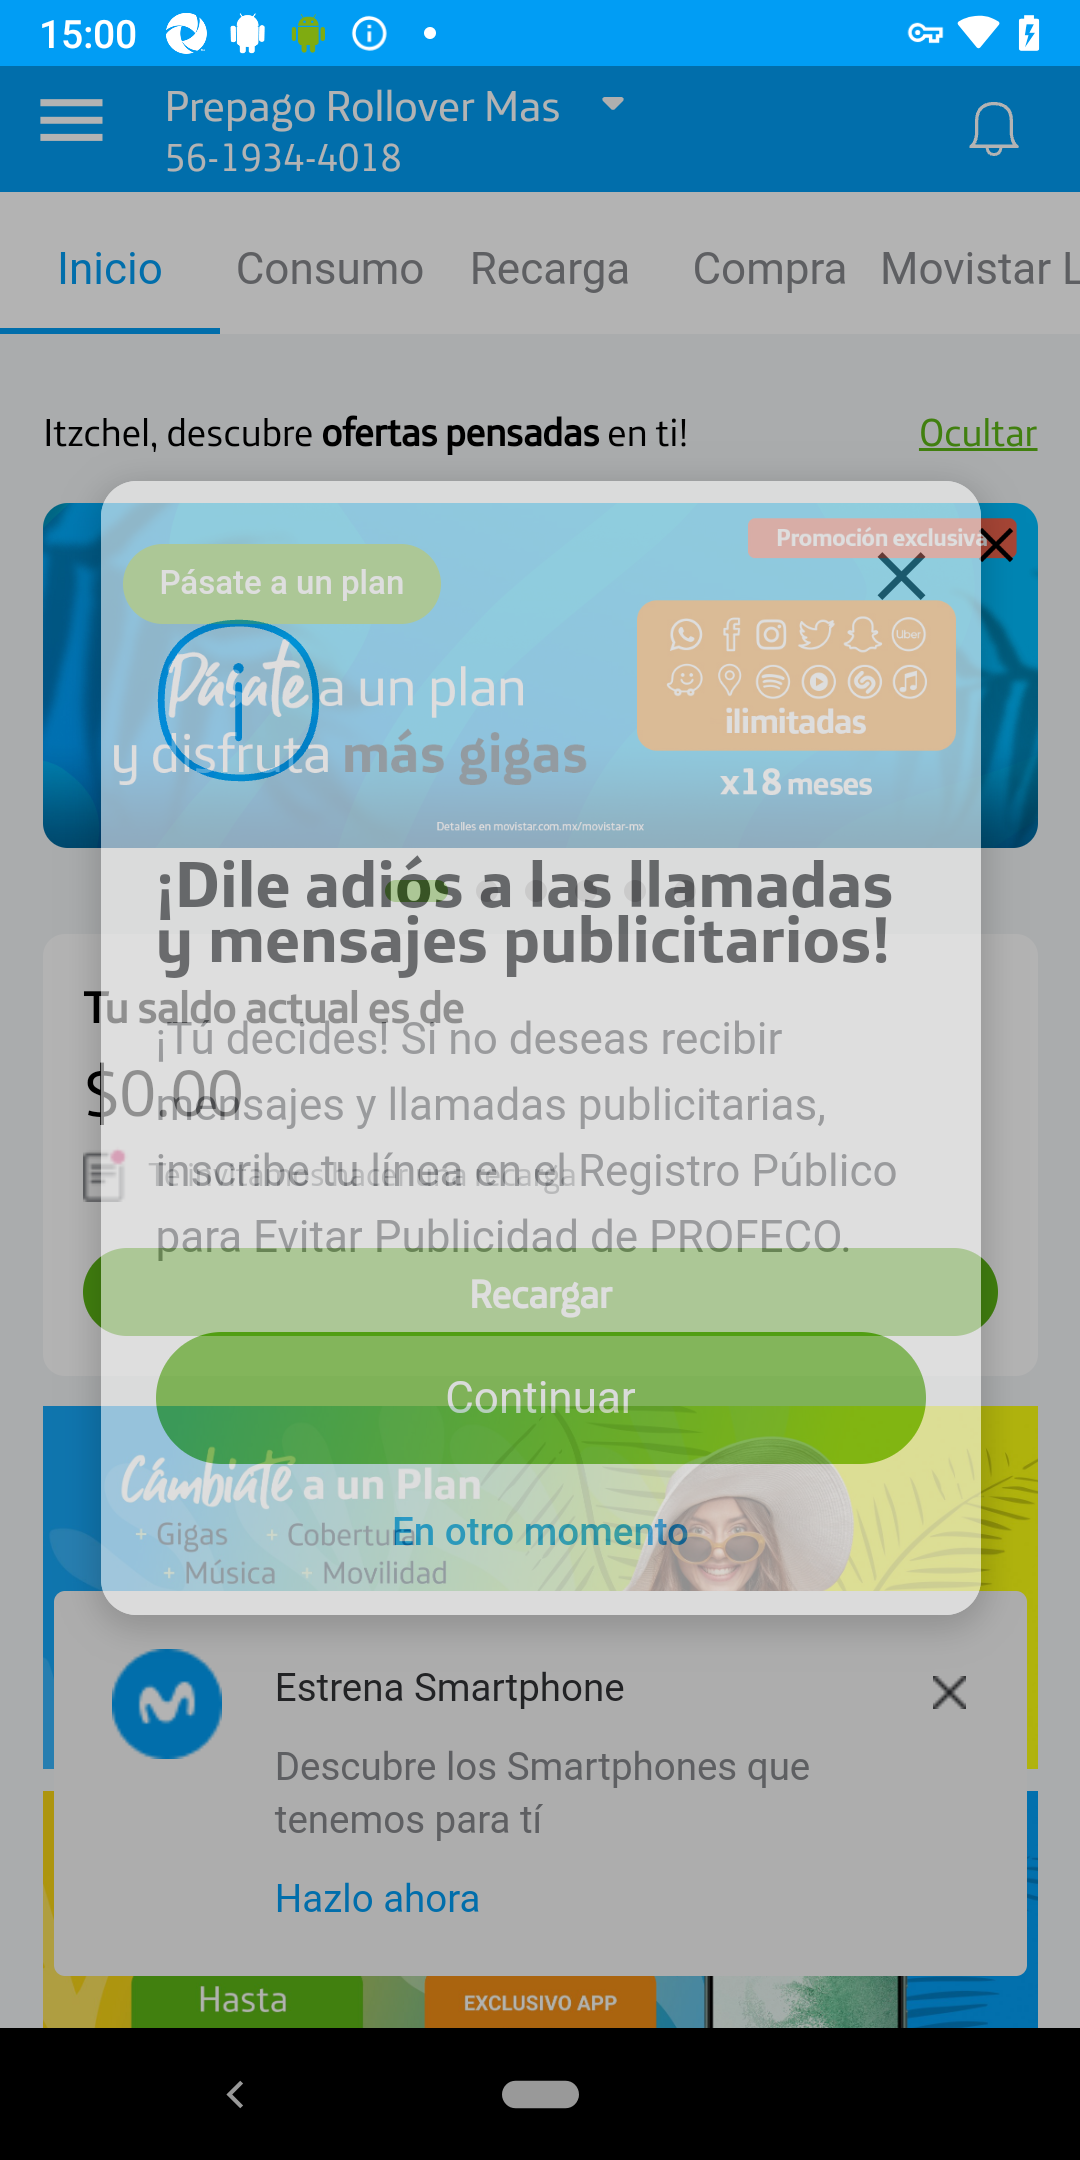 15:00
Prepago Rollover Mas
56-1934-4018
Inicio
Consumo
Recarga
Compra
Movistar L
Itzchel, descubre ofertas pensadas en ti!
Ocultar
Promoción exclusiva
Pásate a un plan
Pásate a un plan
y disfruta más gigas
Uber
ilimitadas
x18 meses
Detalles en movistar.com.mx/movistar-mx
¡Dile adiós a las llamadas
y mensajes publicitarios!
Tu saldo actual es de
$0.00
¡Tú decides! Si no deseas recibir
mensajes y llamadas publicitarias,
inscribe tu línea en el Registro Público
para Evitar Publicidad de PROFECO.
Te invitamos hacer una recarga
Recargar
Continuar
Cámbiate a un Plan
+ Gigas + Cobertura
+ Música + Movilidad
En otro momento
Estrena Smartphone
Descubre los Smartphones que
tenemos para tí
Hazlo ahora
Hasta
EXCLUSIVO APP